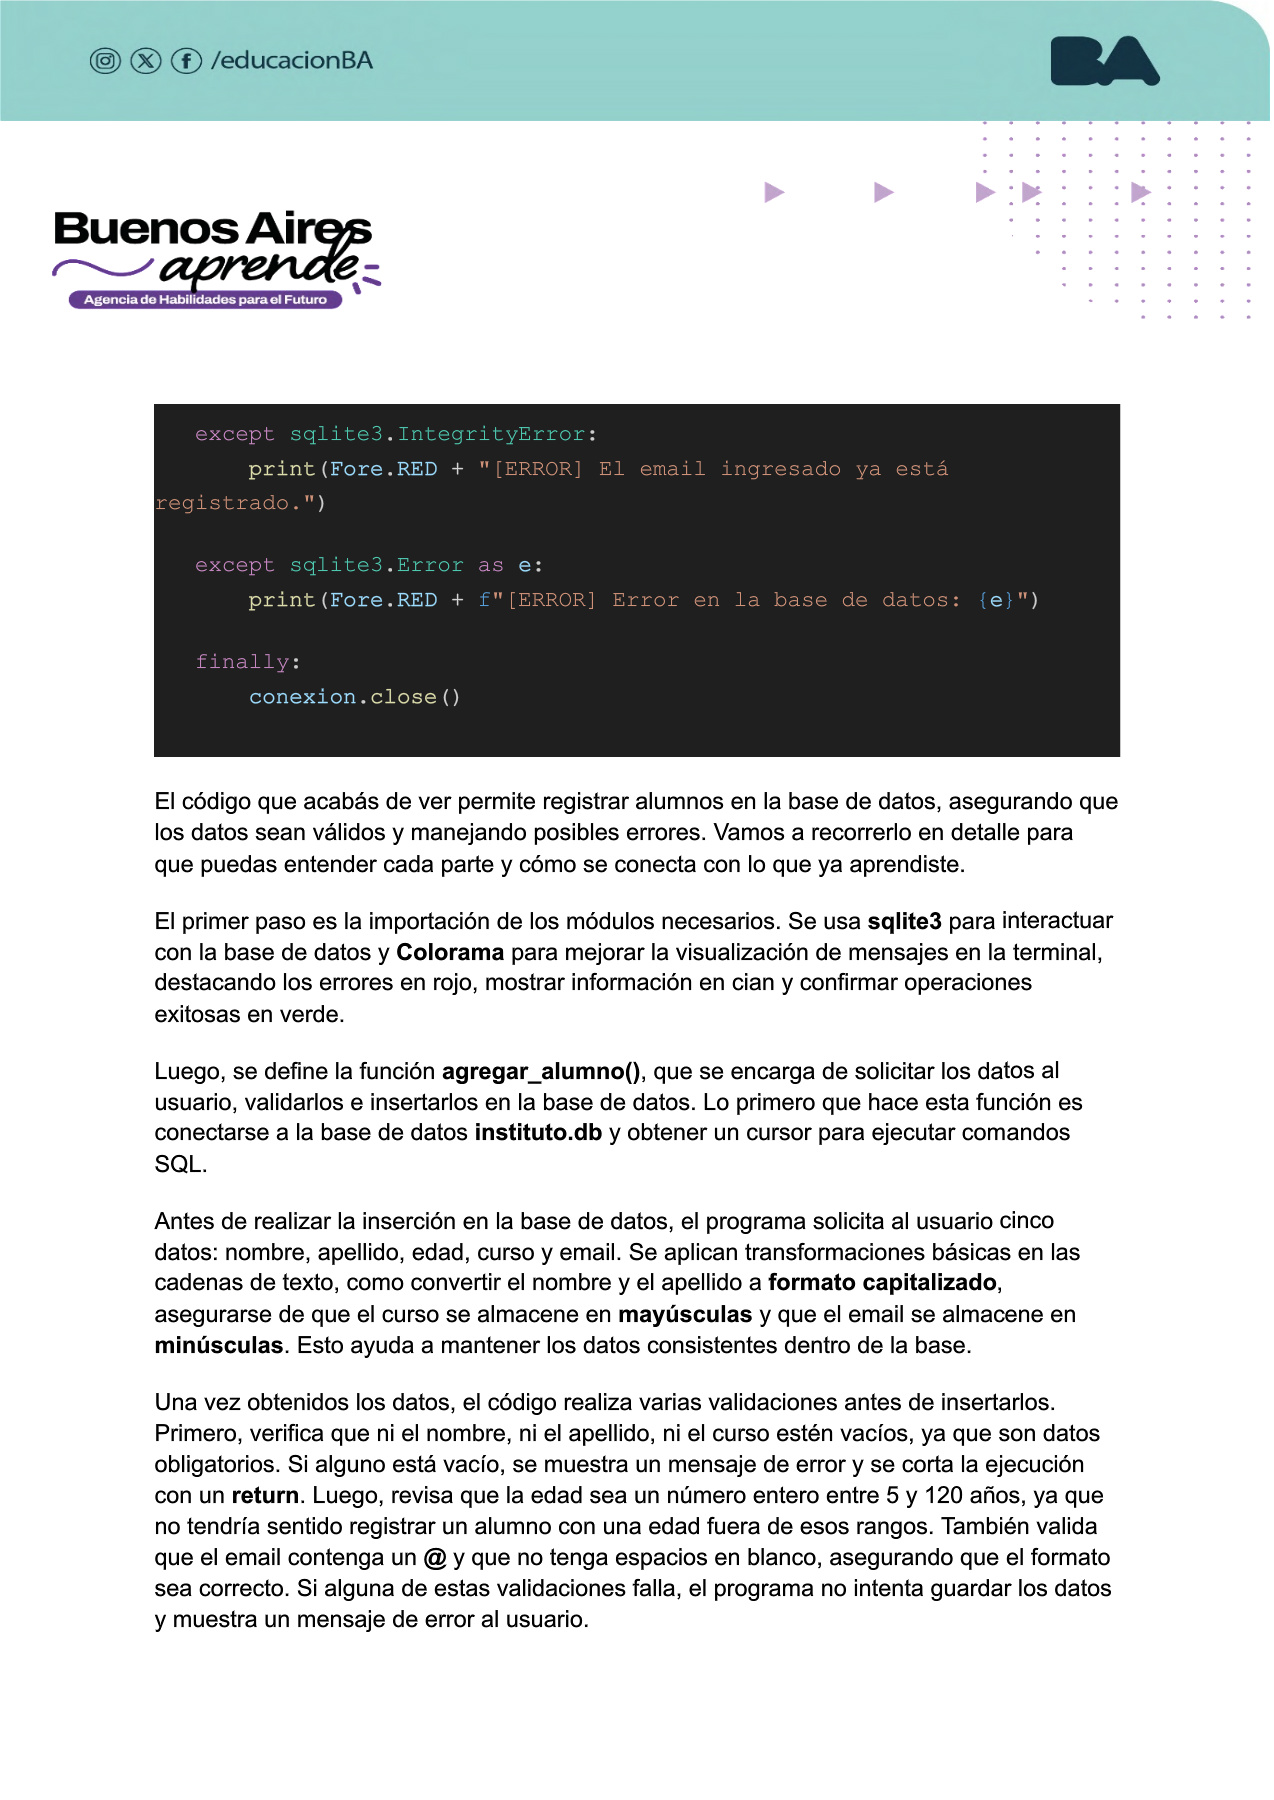 /educacionBA
BA
Buenos Aires
aprende
Agencia de Habilidades para el Futuro
except sqlite3.IntegrityError:
print(Fore.RED + "[ERROR] El email ingresado ya está
registrado.")
except sqlite3.Error as e:
print(Fore.RED + f"[ERROR] Error en la base de datos: {e}")
finally:
conexion.close()
El código que acabás de ver permite registrar alumnos en la base de datos, asegurando que
los datos sean válidos y manejando posibles errores. Vamos a recorrerlo en detalle para
que puedas entender cada parte y cómo se conecta con lo que ya aprendiste.
El primer paso es la importación de los módulos necesarios. Se usa sqlite3 para interactuar
con la base de datos y Colorama para mejorar la visualización de mensajes en la terminal,
destacando los errores en rojo, mostrar información en cian y confirmar operaciones
exitosas en verde.
Luego, se define la función agregar_alumno(), que se encarga de solicitar los datos al
usuario, validarlos e insertarlos en la base de datos. Lo primero que hace esta función es
conectarse a la base de datos instituto.db y obtener un cursor para ejecutar comandos
SQL.
Antes de realizar la inserción en la base de datos, el programa solicita al usuario cinco
datos: nombre, apellido, edad, curso y email. Se aplican transformaciones básicas en las
cadenas de texto, como convertir el nombre y el apellido a formato capitalizado,
asegurarse de que el curso se almacene en mayúsculas y que el email se almacene en
minúsculas. Esto ayuda a mantener los datos consistentes dentro de la base.
Una vez obtenidos los datos, el código realiza varias validaciones antes de insertarlos.
Primero, verifica que ni el nombre, ni el apellido, ni el curso estén vacíos, ya que son datos
obligatorios. Si alguno está vacío, se muestra un mensaje de error y se corta la ejecución
con un return. Luego, revisa que la edad sea un número entero entre 5 y 120 años, ya que
no tendría sentido registrar un alumno con una edad fuera de esos rangos. También valida
que el email contenga un @ y que no tenga espacios en blanco, asegurando que el formato
sea correcto. Si alguna de estas validaciones falla, el programa no intenta guardar los datos
y muestra un mensaje de error al usuario.